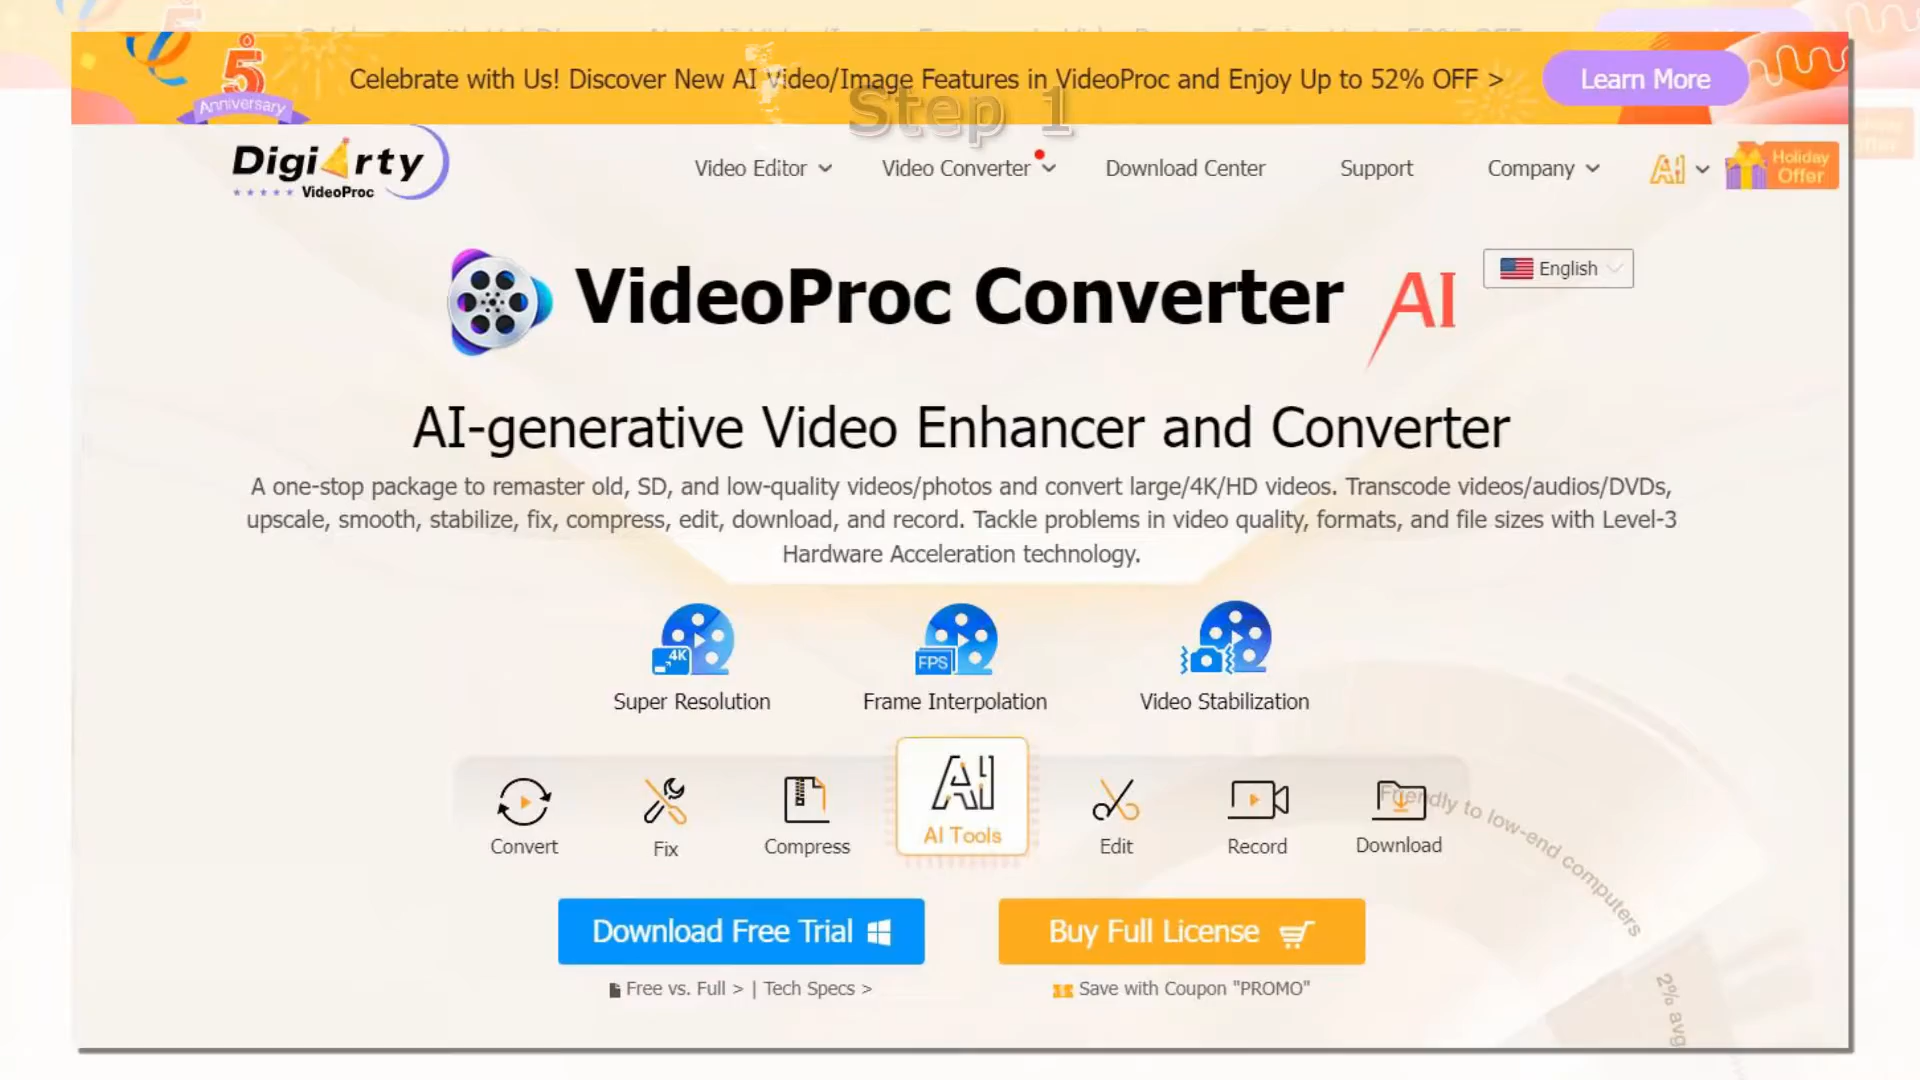 5
Anniversary
Celebrate with Us! Discover New AI Video/Image Features in VideoProc and Enjoy Up to 52% OFF >
Learn More
Step 1
DigiArty
VideoProc
Video Editor
Video Converter
Download Center
Support
Company
AI
Holiday
Offer
VideoProc Converter AI
English
AI-generative Video Enhancer and Converter
A one-stop package to remaster old, SD, and low-quality videos/photos and convert large/4K/HD videos. Transcode videos/audios/DVDs,
upscale, smooth, stabilize, fix, compress, edit, download, and record. Tackle problems in video quality, formats, and file sizes with Level-3
Hardware Acceleration technology.
4K
FPS
Super Resolution
Frame Interpolation
Video Stabilization
AI
Convert
Fix
Compress
AI Tools
Edit
Record
Download
Friendly to low-end computers
Download Free Trial
Buy Full License
Free vs. Full > | Tech Specs >
Save with Coupon "PROMO"
2% avg